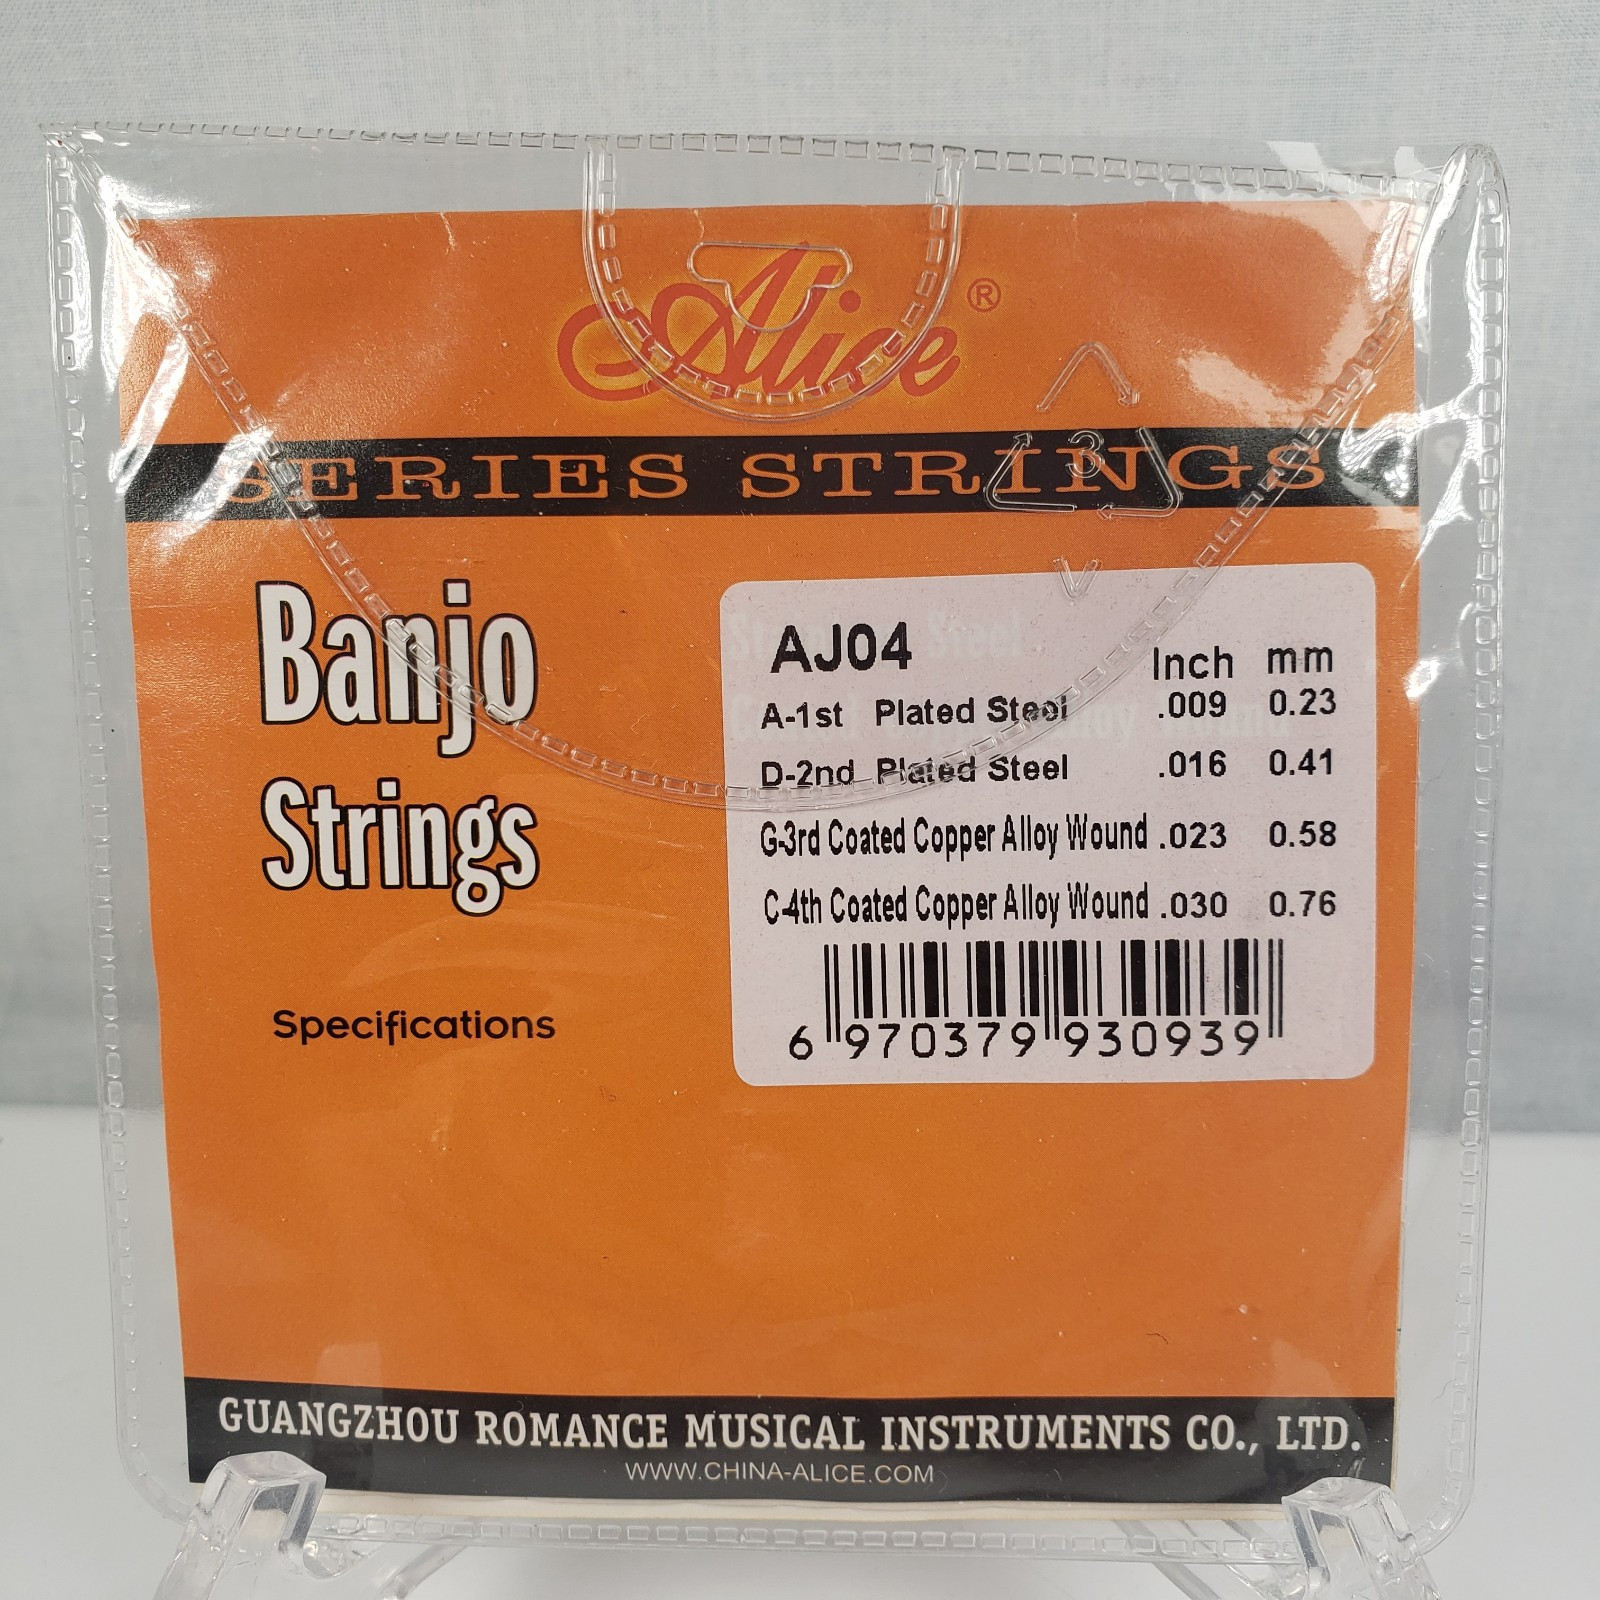 Alice®
SERIES STRINGS
3
V
Banjo
Strings
Specifications
AJ04
Inch mm
A-1st Plated Steel .009 0.23
D-2nd Plated Steel .016 0.41
G-3rd Coated Copper Alloy Wound .023 0.58
C-4th Coated Copper Alloy Wound .030 0.76
6 970379 930939
GUANGZHOU ROMANCE MUSICAL INSTRUMENTS CO., LTD.
WWW.CHINA-ALICE.COM